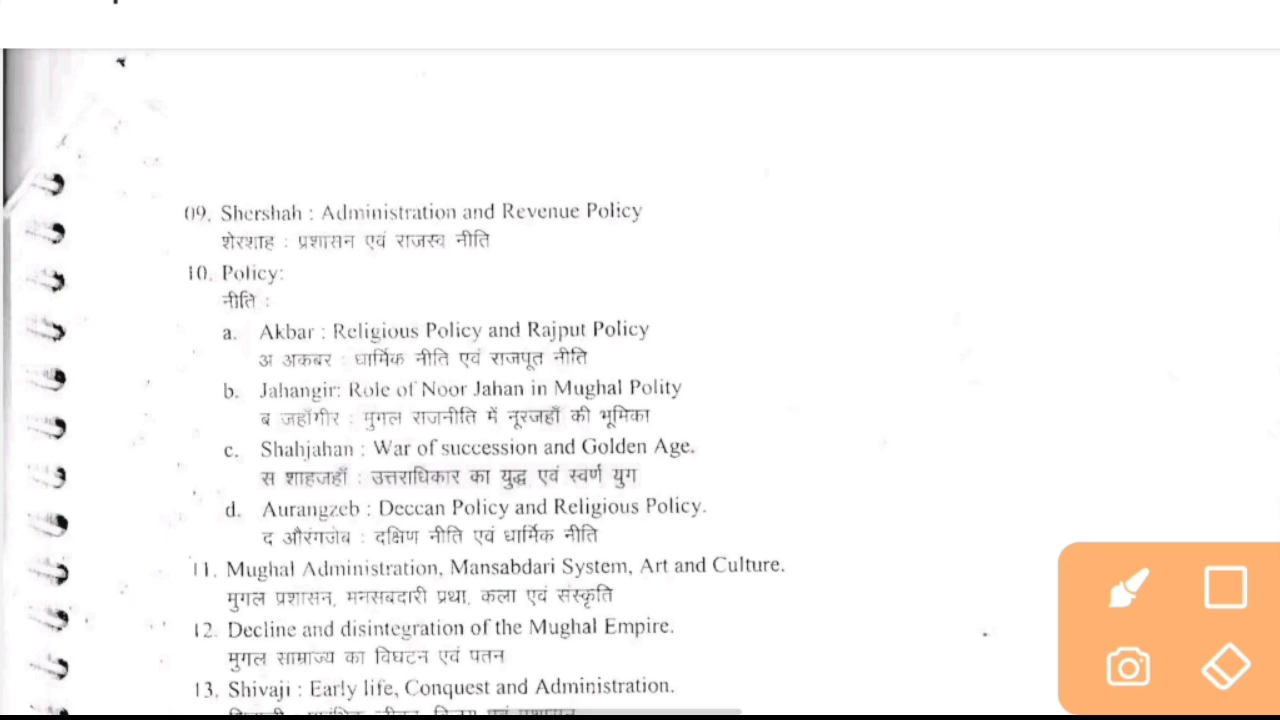 09. Shershah : Administration and Revenue Policy
शेरशाह : प्रशासन एवं राजस्व नीति
10. Policy:
नीति :
a. Akbar : Religious Policy and Rajput Policy
अ अकबर : धार्मिक नीति एवं राजपूत नीति
b. Jahangir: Role of Noor Jahan in Mughal Polity
ब जहाँगीर : मुगल राजनीति में नूरजहाँ की भूमिका
c. Shahjahan : War of succession and Golden Age.
स शाहजहाँ : उत्तराधिकार का युद्ध एवं स्वर्ण युग
d. Aurangzeb : Deccan Policy and Religious Policy.
द औरंगजेब : दक्षिण नीति एवं धार्मिक नीति
11. Mughal Administration, Mansabdari System, Art and Culture.
मुगल प्रशासन, मनसबदारी प्रथा, कला एवं संस्कृति
12. Decline and disintegration of the Mughal Empire.
मुगल साम्राज्य का विघटन एवं पतन
13. Shivaji : Early life, Conquest and Administration.